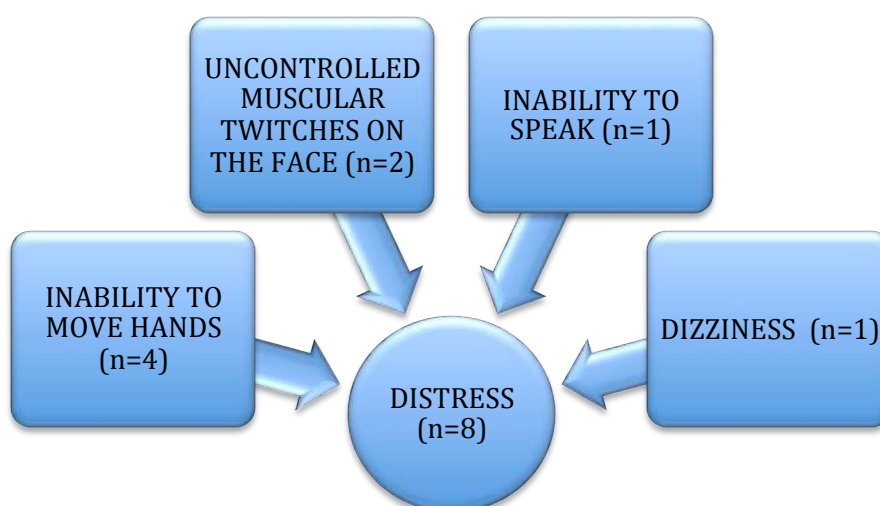 UNCONTROLLED
MUSCULAR
TWITCHES ON
THE FACE (n=2)
INABILITY TO
SPEAK (n=1)
INABILITY TO
MOVE HANDS
(n=4)
DIZZINESS  (n=1)
DISTRESS
(n=8)